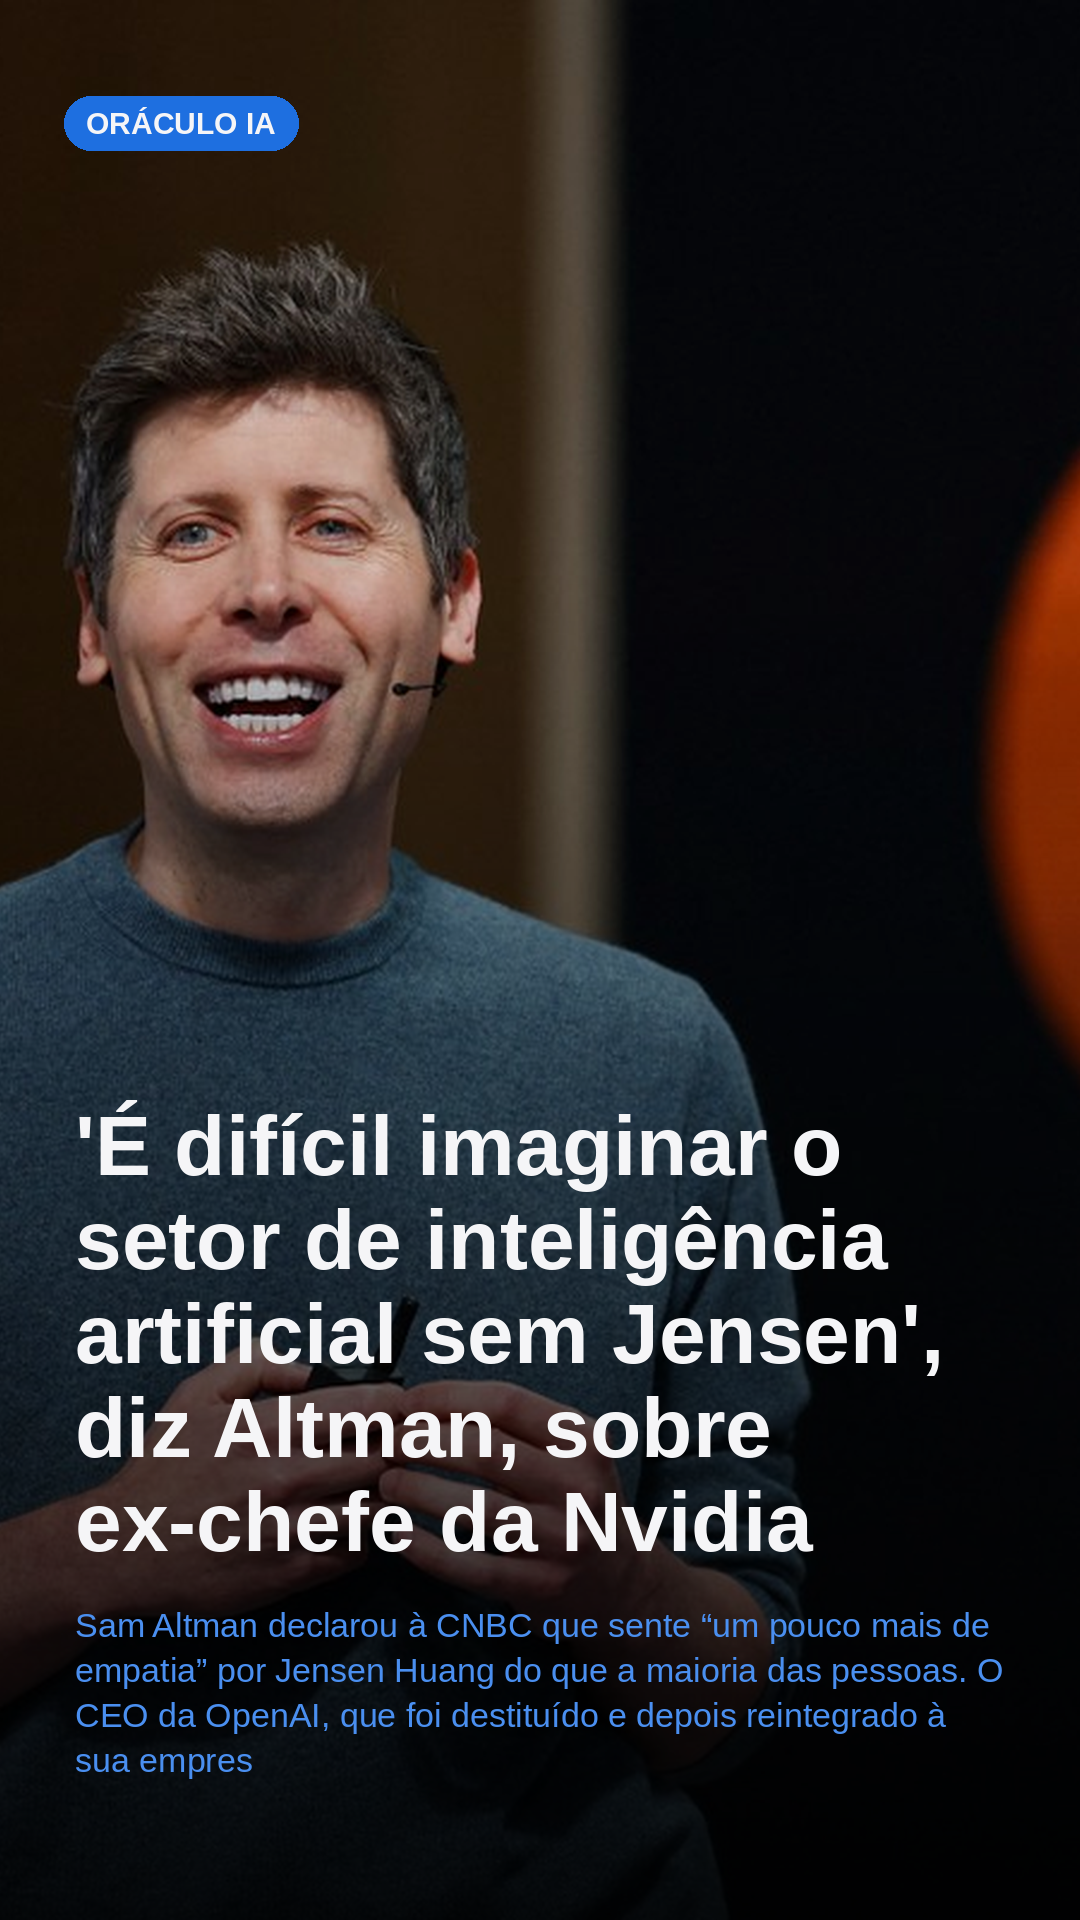 ORÁCULO IA
'É difícil imaginar o
setor de inteligência
artificial sem Jensen',
diz Altman, sobre
ex-chefe da Nvidia
Sam Altman declarou à CNBC que sente “um pouco mais de
empatia” por Jensen Huang do que a maioria das pessoas. O
CEO da OpenAI, que foi destituído e depois reintegrado à
sua empres